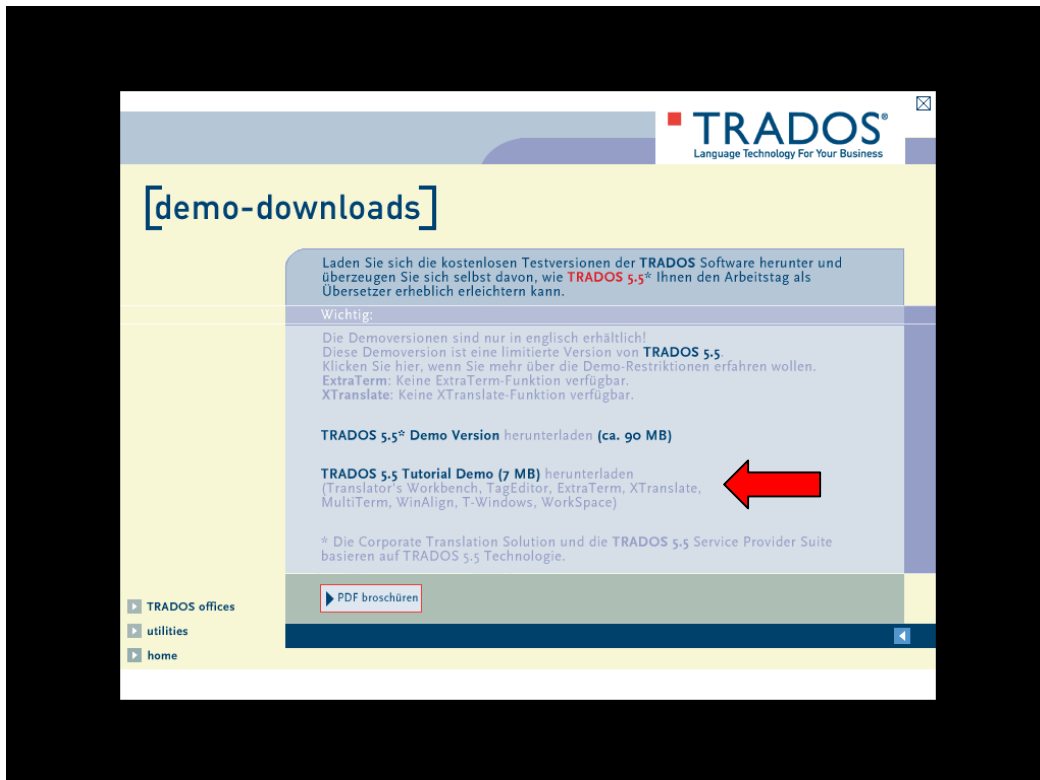 TRADOS®
Language Technology For Your Business
[demo-downloads]
Laden Sie sich die kostenlosen Testversionen der TRADOS Software herunter und
überzeugen Sie sich selbst davon, wie TRADOS 5.5* Ihnen den Arbeitstag als
Übersetzer erheblich erleichtern kann.
Wichtig:
Die Demoversionen sind nur in englisch erhältlich!
Diese Demoversion ist eine limitierte Version von TRADOS 5.5.
Klicken Sie hier, wenn Sie mehr über die Demo-Restriktionen erfahren wollen.
ExtraTerm: Keine ExtraTerm-Funktion verfügbar.
XTranslate: Keine XTranslate-Funktion verfügbar.
TRADOS 5.5* Demo Version herunterladen (ca. 90 MB)
TRADOS 5.5 Tutorial Demo (7 MB) herunterladen
(Translator's Workbench, TagEditor, ExtraTerm, XTranslate,
MultiTerm, WinAlign, T-Windows, WorkSpace)
* Die Corporate Translation Solution und die TRADOS 5.5 Service Provider Suite
basieren auf TRADOS 5.5 Technologie.
PDF broschüren
TRADOS offices
utilities
home